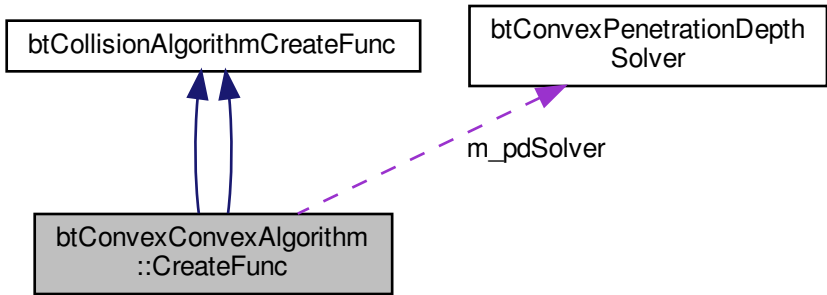 btCollisionAlgorithmCreateFunc
btConvexPenetrationDepth
Solver
m_pdSolver
btConvexConvexAlgorithm
::CreateFunc